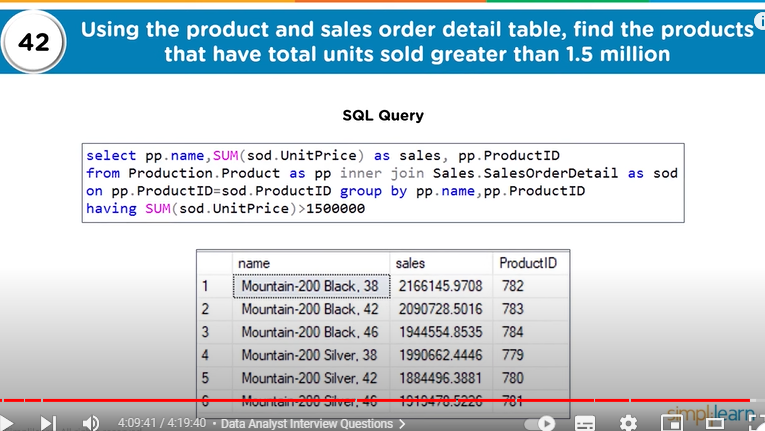 42
Using the product and sales order detail table, find the products
that have total units sold greater than 1.5 million
SQL Query
select pp.name,SUM(sod.UnitPrice) as sales, pp.ProductID
from Production.Product as pp inner join Sales.SalesOrderDetail as sod
on pp.ProductID=sod.ProductID group by pp.name,pp.ProductID
having SUM(sod.UnitPrice)>1500000
name sales ProductID
1 Mountain-200 Black, 38 2166145.9708 782
2 Mountain-200 Black, 42 2090728.5016 783
3 Mountain-200 Black, 46 1944554.8535 784
4 Mountain-200 Silver, 38 1990662.4446 779
5 Mountain-200 Silver, 42 1884496.3881 780
6 Mountain-200 Silver, 46 1919478.5226 781
simplilearn
4:09:41 / 4:19:40 • Data Analyst Interview Questions >